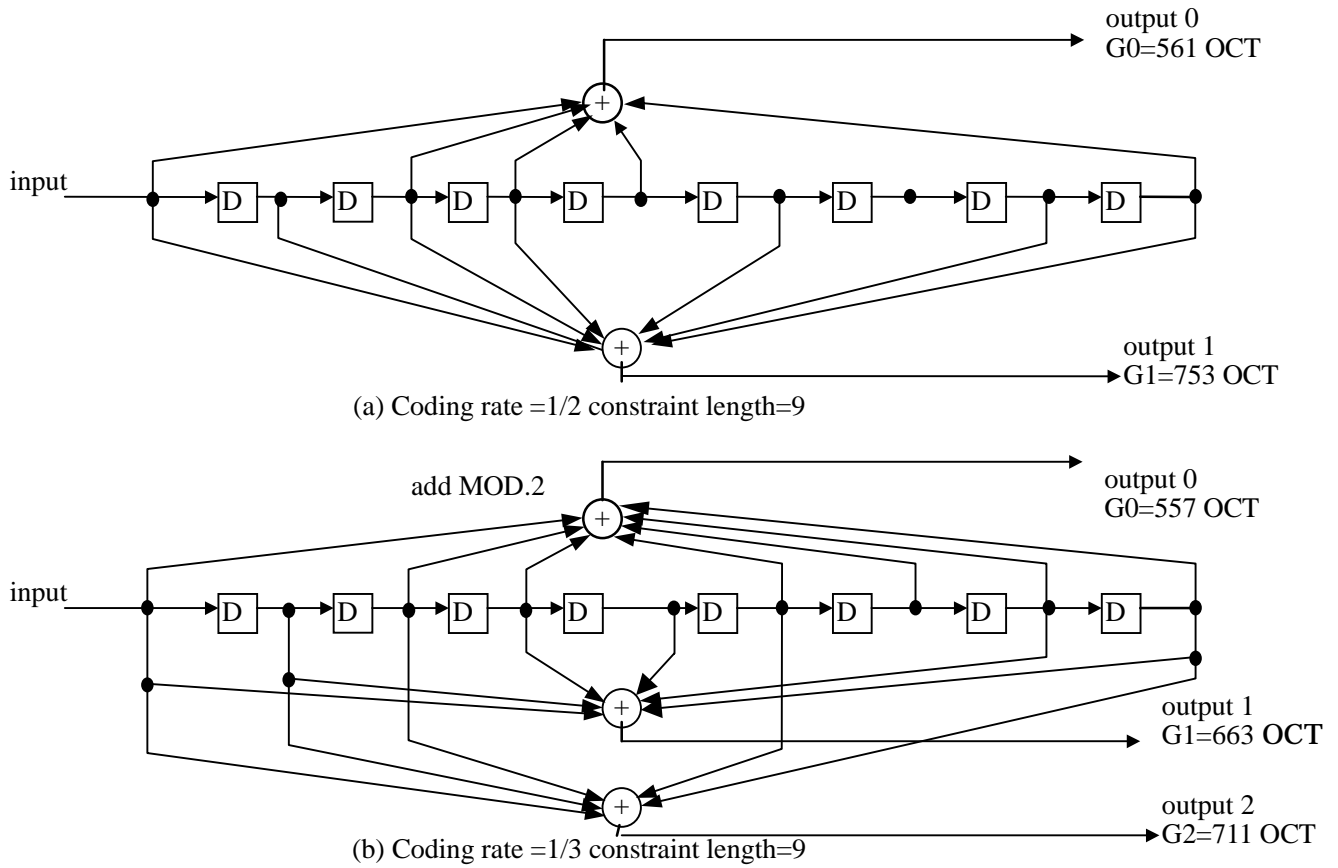 output 0
G0=561 OCT
+
input
D D D D D D D D
+
output 1
G1=753 OCT
(a) Coding rate =1/2 constraint length=9
output 0
G0=557 OCT
add MOD.2
+
input
D D D D D D D D
+
output 1
G1=663 OCT
+
output 2
G2=711 OCT
(b) Coding rate =1/3 constraint length=9